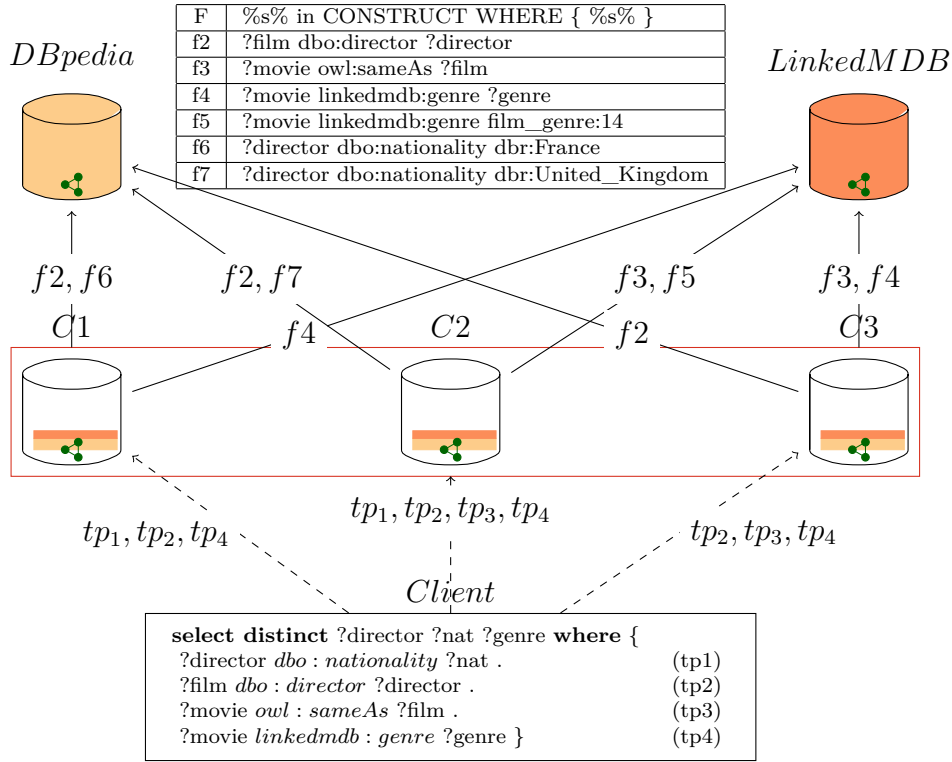 F %s% in CONSTRUCT WHERE { %s% }
DBpedia
f2 ?film dbo:director ?director
LinkedMDB
f3 ?movie owl:sameAs ?film
f4 ?movie linkedmdb:genre ?genre
f5 ?movie linkedmdb:genre film_genre:14
f6 ?director dbo:nationality dbr:France
f7 ?director dbo:nationality dbr:United_Kingdom
f2, f6
f2, f7
f3, f5
f3, f4
C1
f4
C2
f2
C3
tp1, tp2, tp4
tp1, tp2, tp3, tp4
tp2, tp3, tp4
Client
select distinct ?director ?nat ?genre where {
?director dbo : nationality ?nat . (tp1)
?film dbo : director ?director . (tp2)
?movie owl : sameAs ?film . (tp3)
?movie linkedmdb : genre ?genre } (tp4)